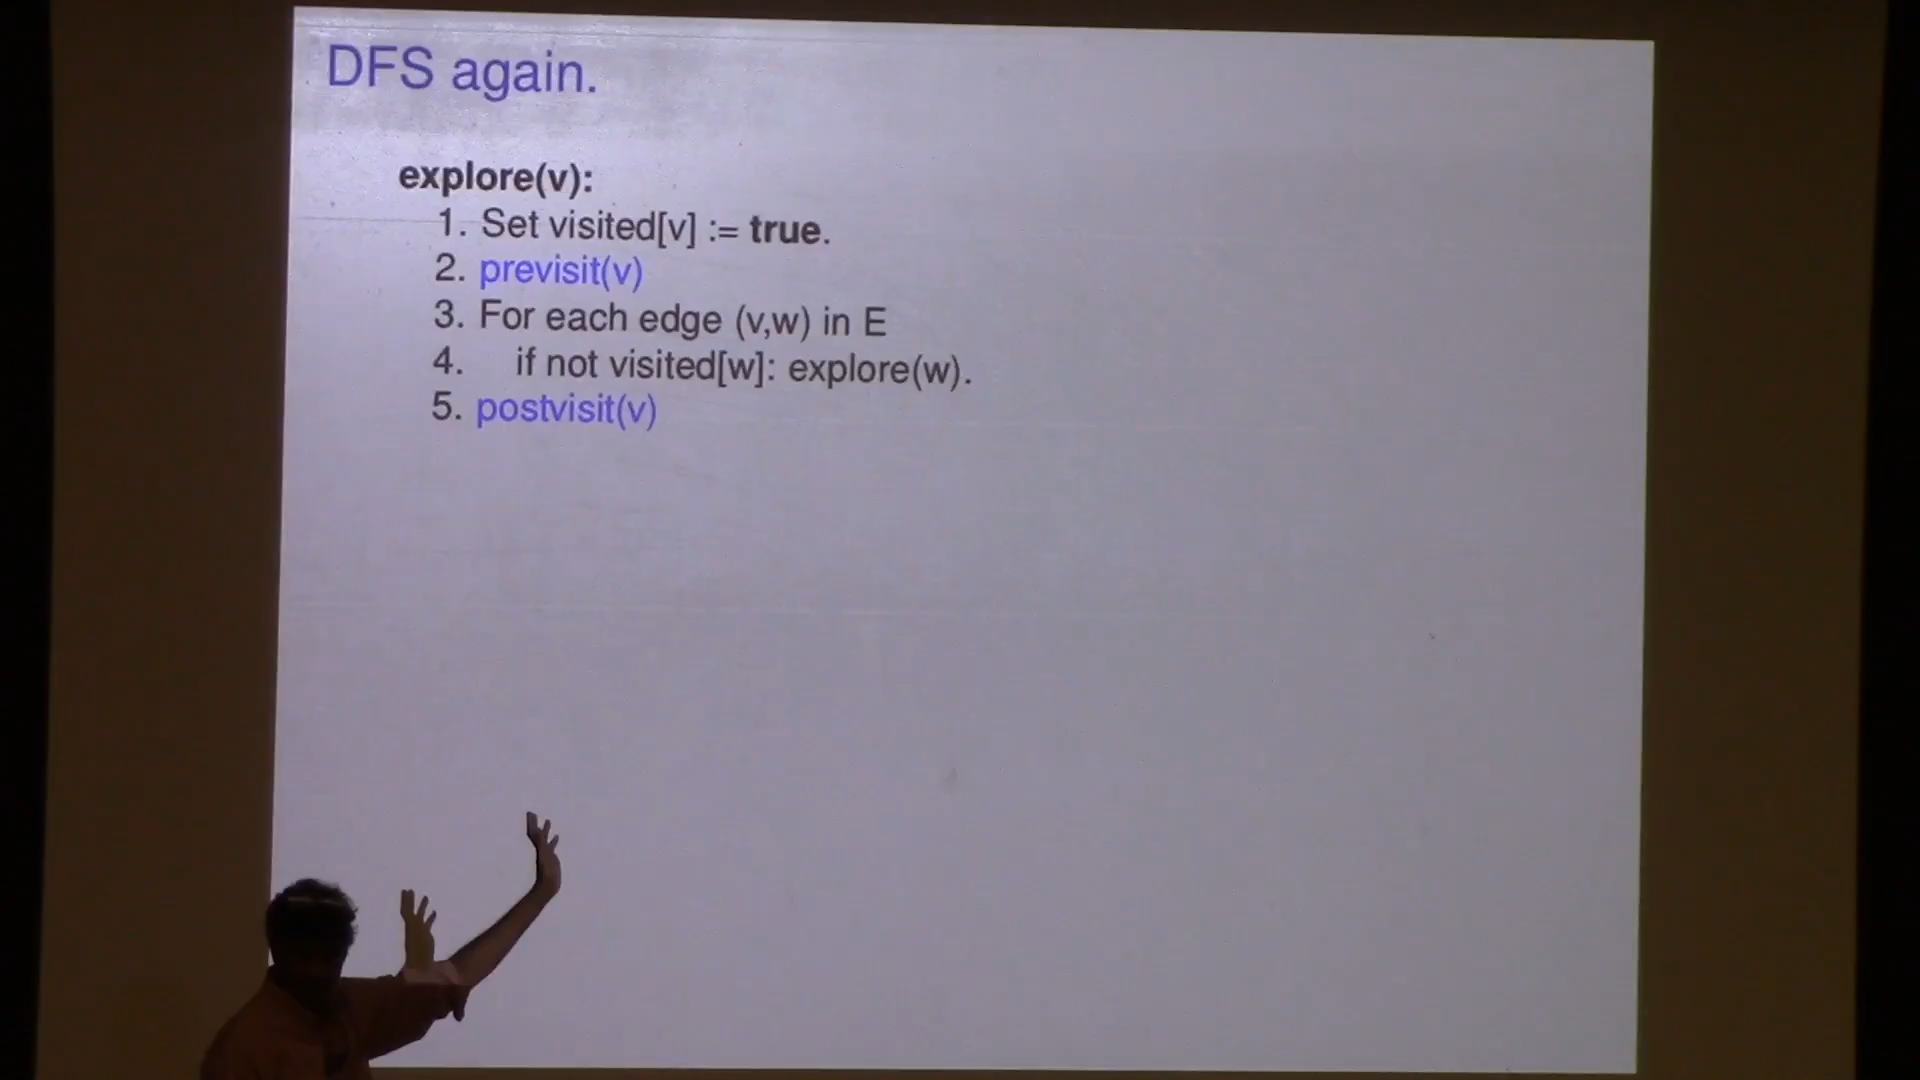 DFS again.
explore(v):
1. Set visited[v] := true.
2. previsit(v)
3. For each edge (v,w) in E
4. if not visited[w]: explore(w).
5. postvisit(v)